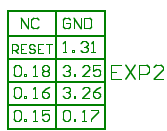 NC GND
RESET 1.31
0.18 3.25 EXP2
0.16 3.26
0.15 0.17